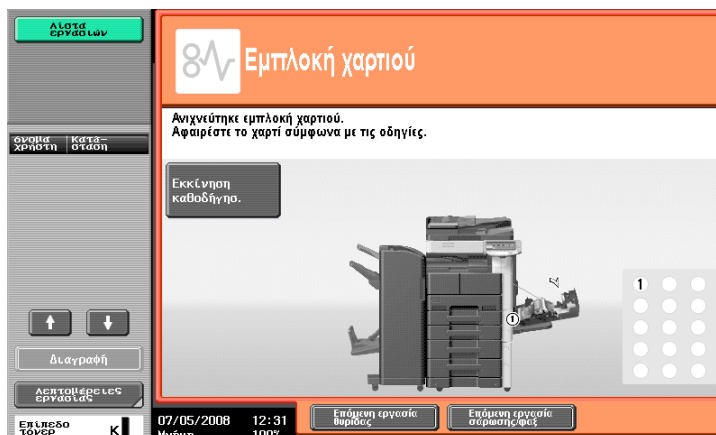 Λίστα
εργασιών
Εμπλοκή χαρτιού
Ανιχνεύτηκε εμπλοκή χαρτιού.
Αφαιρέστε το χαρτί σύμφωνα με τις οδηγίες.
όνομα
χρήστη
Κατά-
σταση
Εκκίνηση
καθοδήγησ.
1
1
Διαγραφή
Λεπτομέρειες
εργασίας
Επίπεδο
τόνερ
K
07/05/2008 12:31
Μνήμη 100%
Επόμενη εργασία
θυρίδας
Επόμενη εργασία
σάρωσης/φαξ